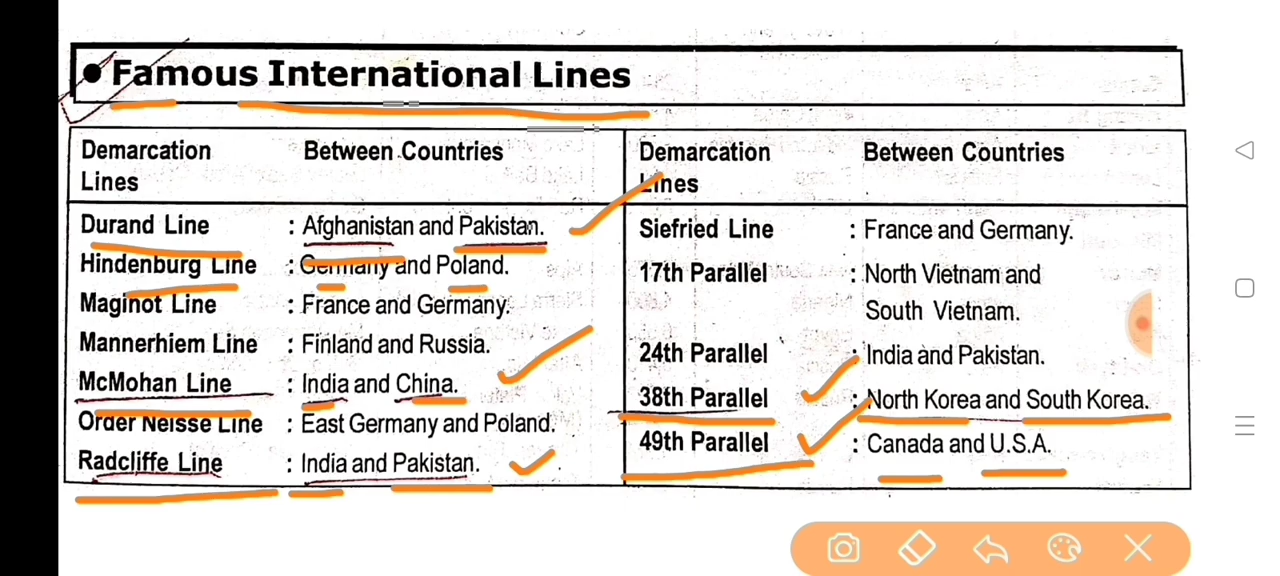 ● Famous International Lines
Demarcation Lines Between Countries
Durand Line : Afghanistan and Pakistan.
Hindenburg Line : Germany and Poland.
Maginot Line : France and Germany.
Mannerhiem Line : Finland and Russia.
McMohan Line : India and China.
Order Neisse Line : East Germany and Poland.
Radcliffe Line : India and Pakistan.
Demarcation Lines Between Countries
Siefried Line : France and Germany.
17th Parallel : North Vietnam and
South Vietnam.
24th Parallel : India and Pakistan.
38th Parallel : North Korea and South Korea.
49th Parallel : Canada and U.S.A.